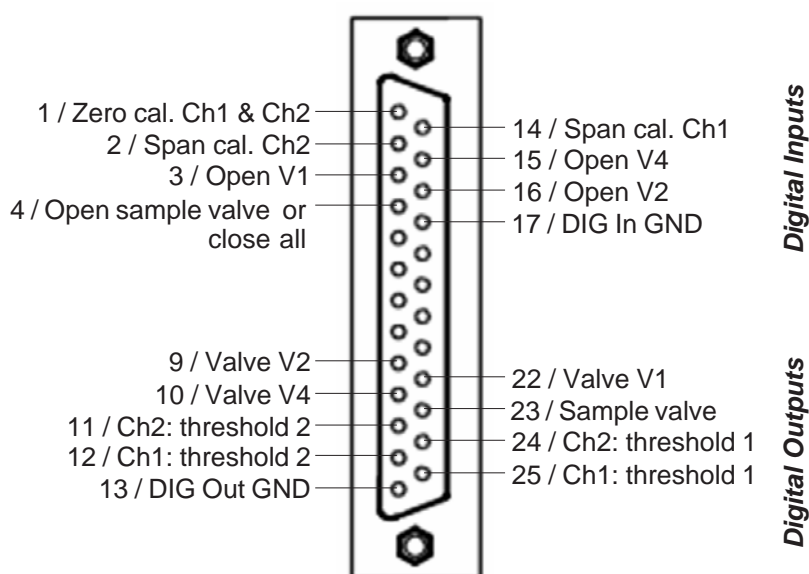 1 / Zero cal. Ch1 & Ch2
2 / Span cal. Ch2
3 / Open V1
4 / Open sample valve or
close all
14 / Span cal. Ch1
15 / Open V4
16 / Open V2
17 / DIG In GND
Digital Inputs
9 / Valve V2
10 / Valve V4
11 / Ch2: threshold 2
12 / Ch1: threshold 2
13 / DIG Out GND
22 / Valve V1
23 / Sample valve
24 / Ch2: threshold 1
25 / Ch1: threshold 1
Digital Outputs